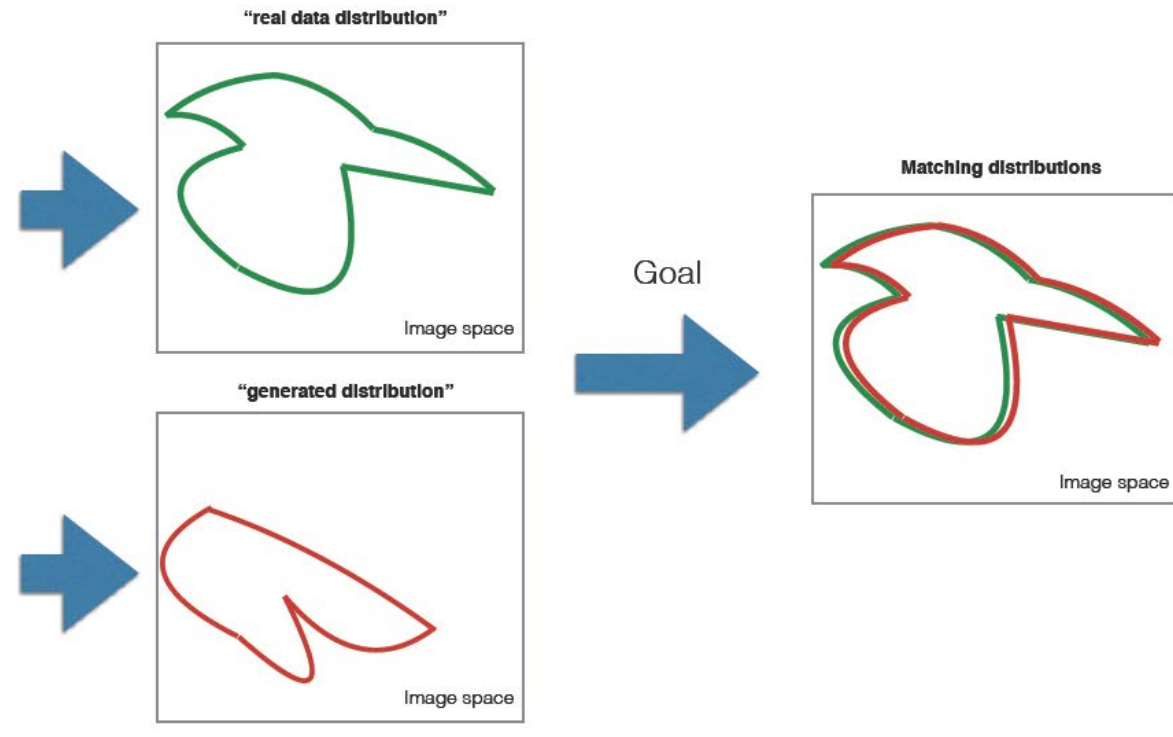 “real data distribution”
Image space
“generated distribution”
Image space
Goal
Matching distributions
Image space